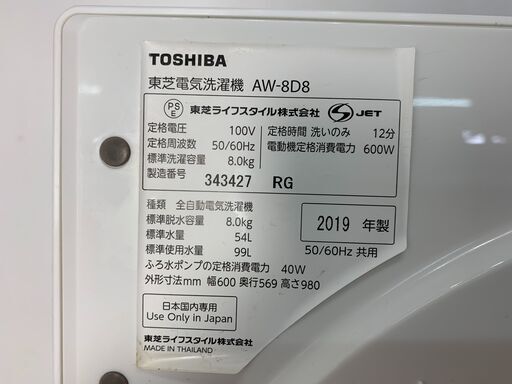 TOSHIBA
東芝電気洗濯機 AW-8D8
PS E 東芝ライフスタイル株式会社 S JET
定格電圧 100V 定格時間 洗いのみ 12分
定格周波数 50/60Hz 電動機定格消費電力 600W
標準洗濯容量 8.0kg
製造番号 343427 RG
種類 全自動電気洗濯機
標準脱水容量 8.0kg 2019 年製
標準水量 54L
標準使用水量 99L 50/60Hz 共用
ふろ水ポンプの定格消費電力 40W
外形寸法mm 幅600 奥行569 高さ980
日本国内専用
Use Only in Japan
東芝ライフスタイル株式会社
MADE IN THAILAND